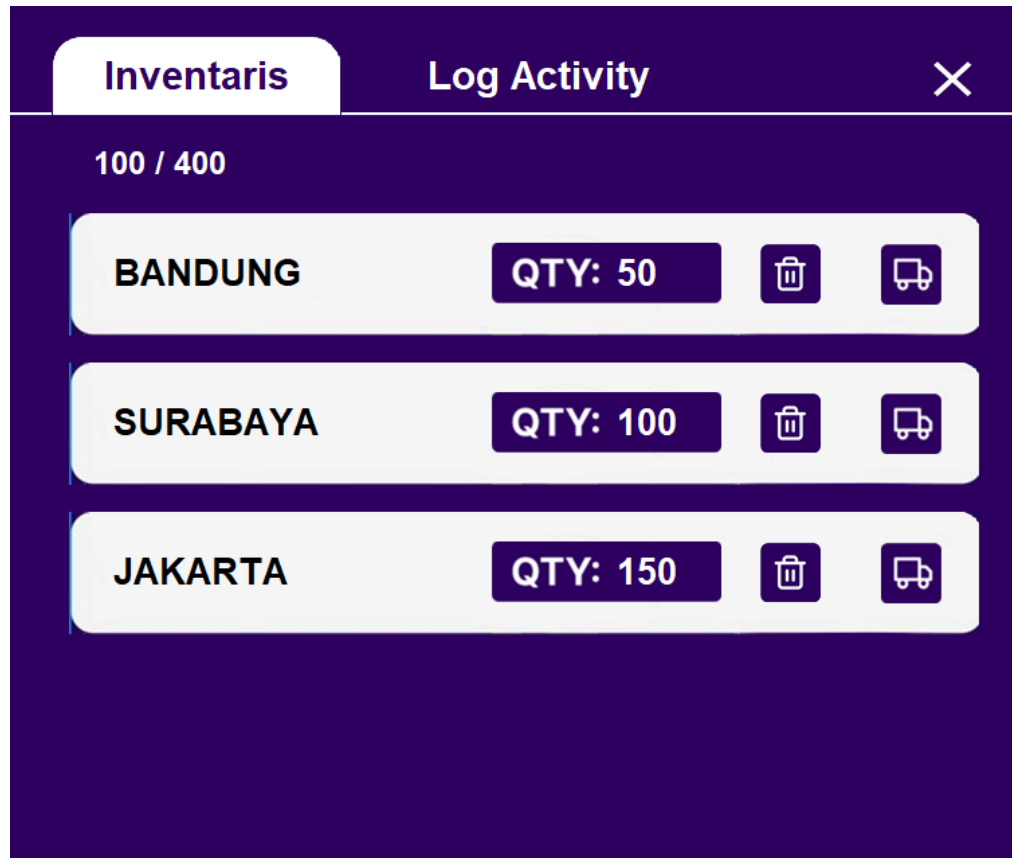 Inventaris Log Activity
100 / 400
BANDUNG QTY: 50
SURABAYA QTY: 100
JAKARTA QTY: 150